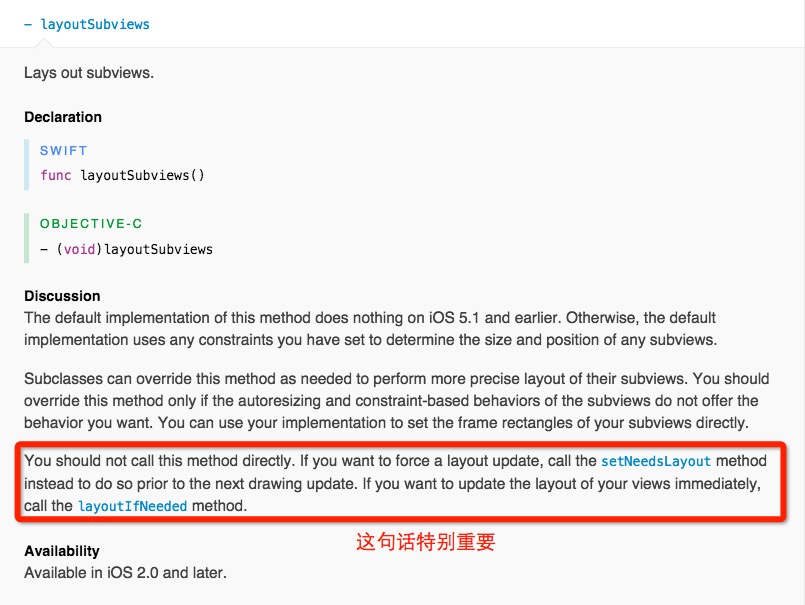 – layoutSubviews
Lays out subviews.
Declaration
SWIFT
func layoutSubviews()
OBJECTIVE-C
– (void)layoutSubviews
Discussion
The default implementation of this method does nothing on iOS 5.1 and earlier. Otherwise, the default
implementation uses any constraints you have set to determine the size and position of any subviews.
Subclasses can override this method as needed to perform more precise layout of their subviews. You should
override this method only if the autoresizing and constraint-based behaviors of the subviews do not offer the
behavior you want. You can use your implementation to set the frame rectangles of your subviews directly.
You should not call this method directly. If you want to force a layout update, call the setNeedsLayout method
instead to do so prior to the next drawing update. If you want to update the layout of your views immediately,
call the layoutIfNeeded method.
这句话特别重要
Availability
Available in iOS 2.0 and later.